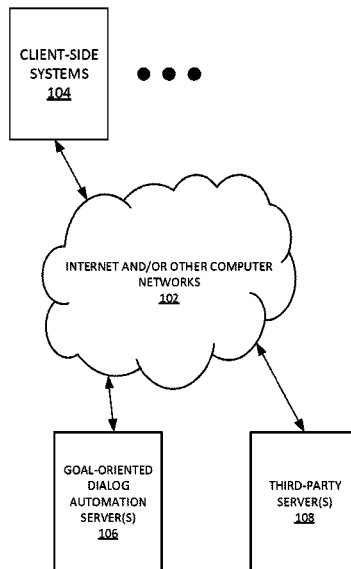 CLIENT-SIDE
SYSTEMS
104
INTERNET AND/OR OTHER COMPUTER
NETWORKS
102
GOAL-ORIENTED
DIALOG
AUTOMATION
SERVER(S)
106
THIRD-PARTY
SERVER(S)
108